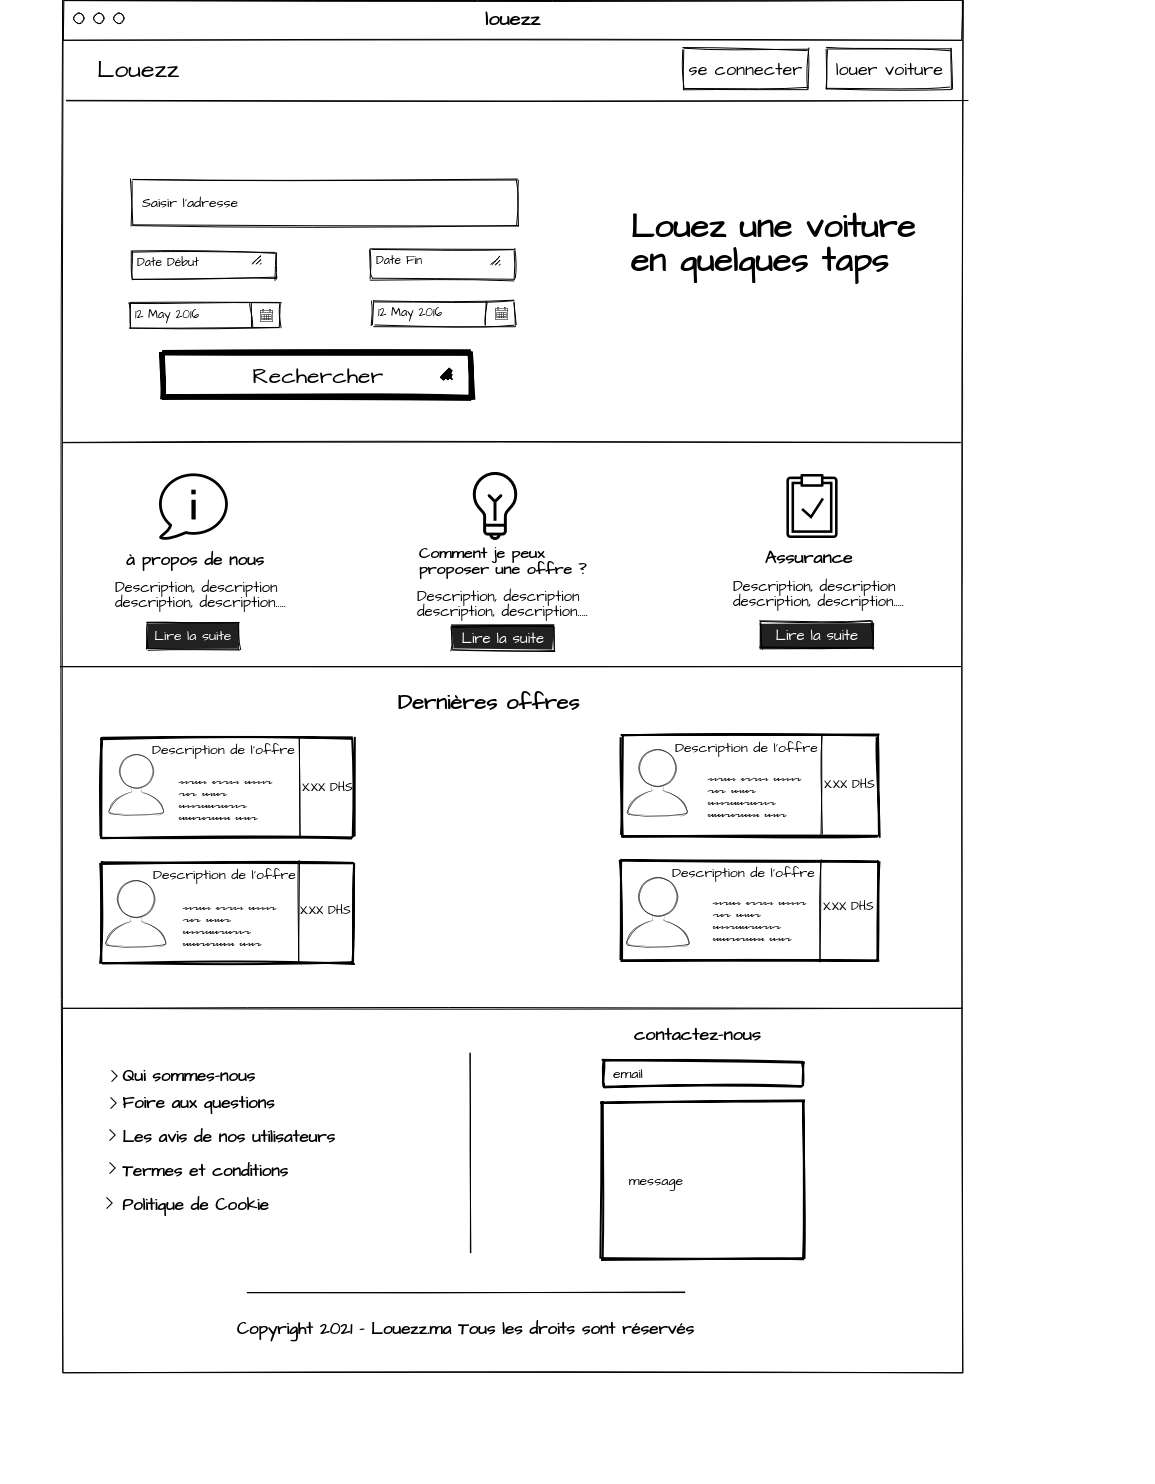 louezz
Louezz
se connecter
louer voiture
Saisir l'adresse
Date Début
Date Fin
12 May 2016
12 May 2016
Rechercher
Louez une voiture
en quelques taps
à propos de nous
Description, description
description, description.....
Lire la suite
Comment je peux
proposer une offre ?
Description, description
description, description.....
Lire la suite
Assurance
Description, description
description, description.....
Lire la suite
Dernières offres
Description de l'offre
XXX DHS
Description de l'offre
XXX DHS
Description de l'offre
XXX DHS
Description de l'offre
XXX DHS
Qui sommes-nous
Foire aux questions
Les avis de nos utilisateurs
Termes et conditions
Politique de Cookie
contactez-nous
email
message
Copyright 2021 - Louezz.ma Tous les droits sont réservés